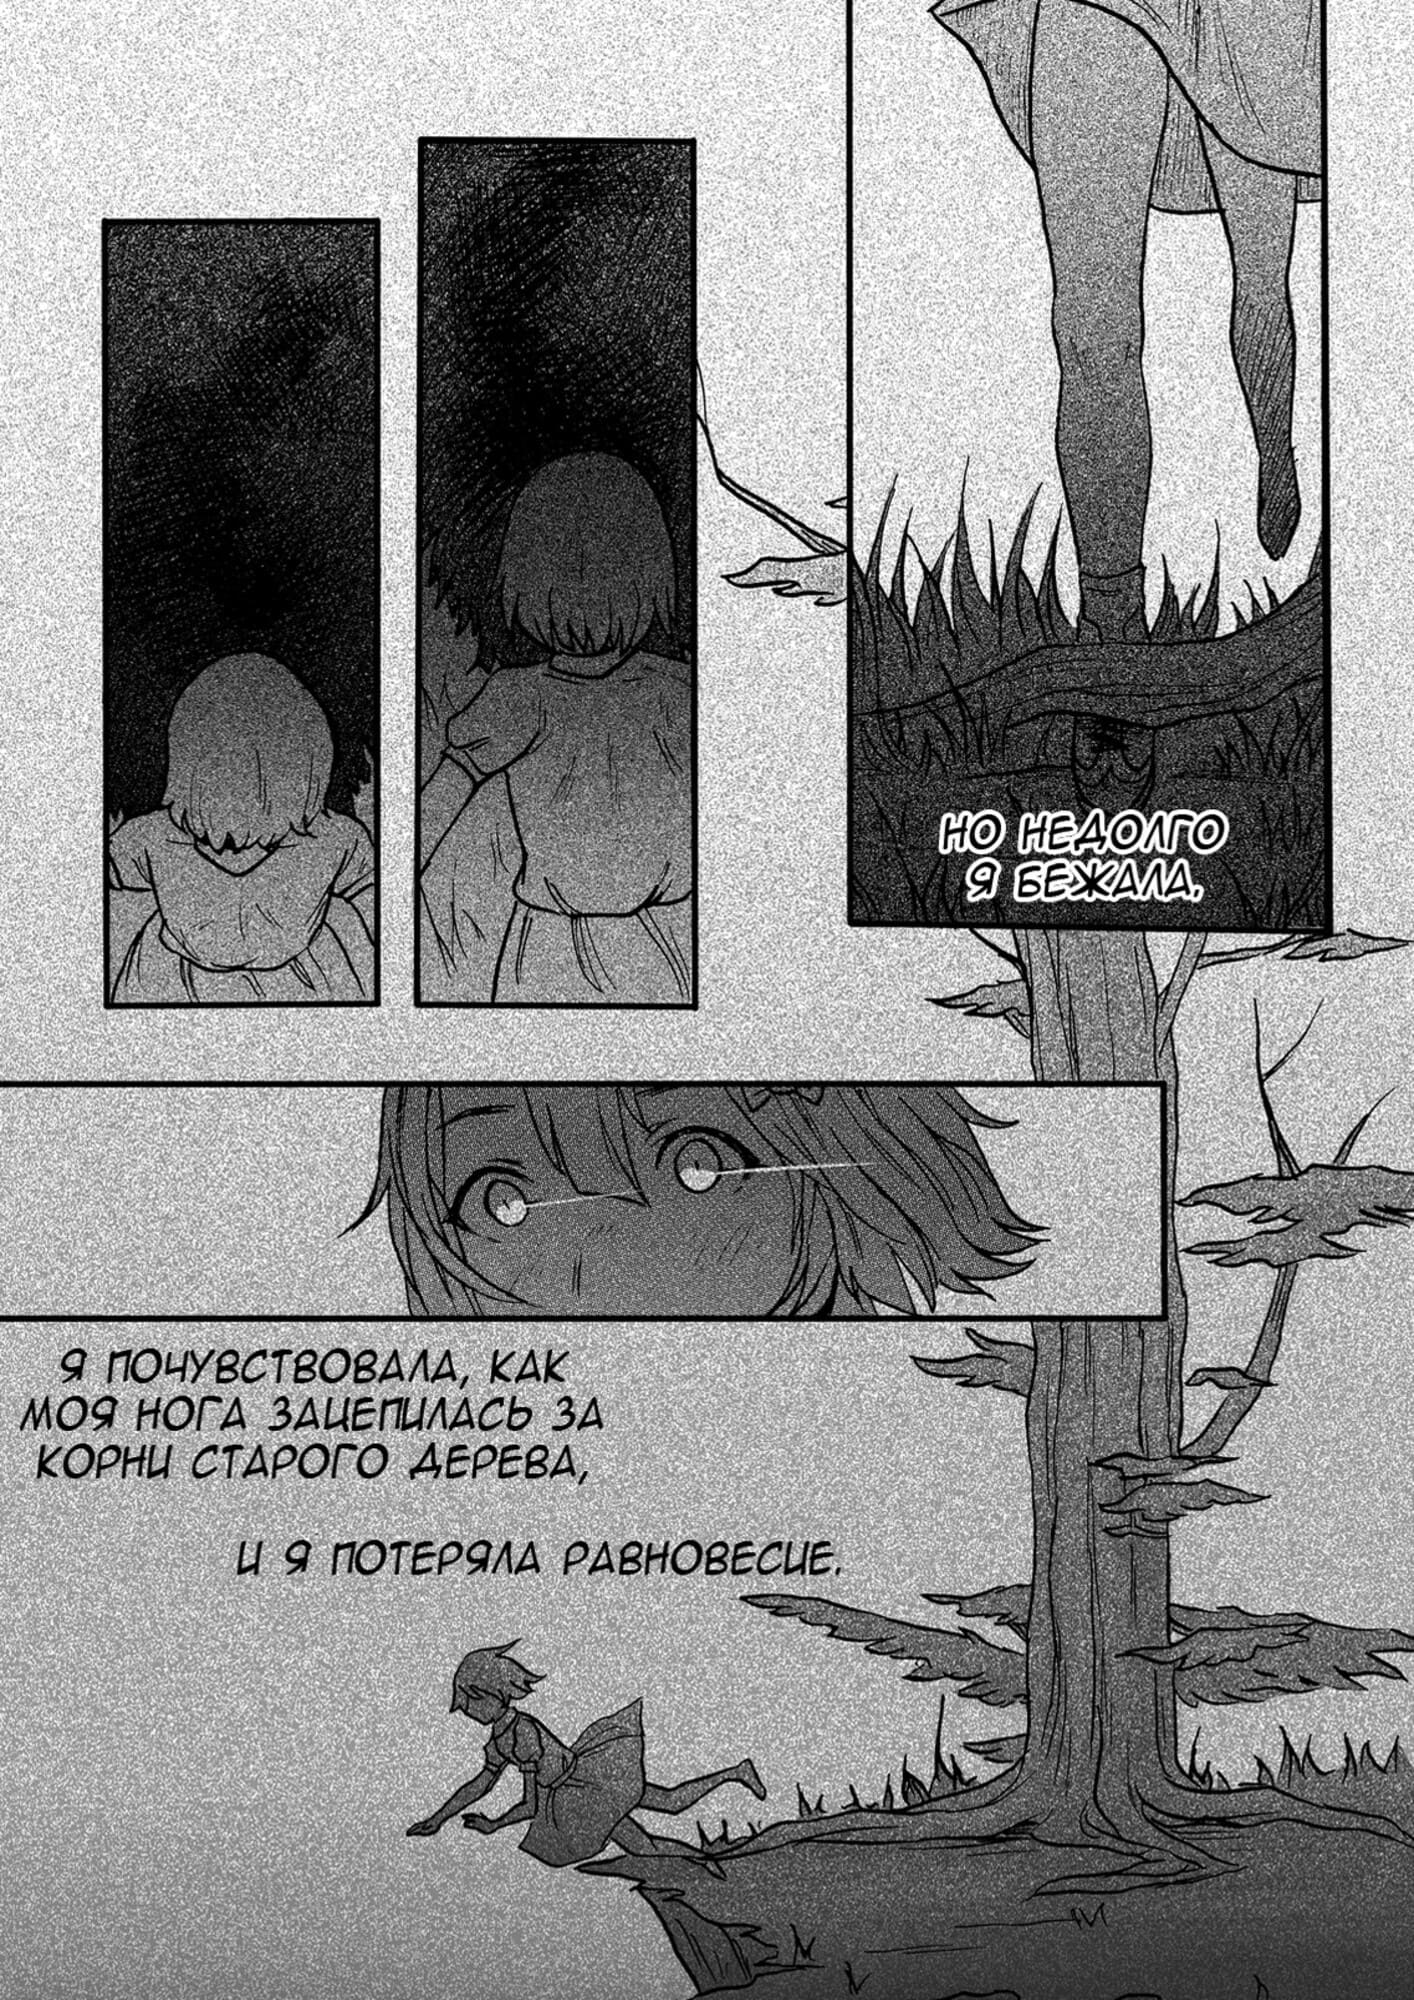 НО НЕДОЛГО
Я БЕЖАЛА.
Я ПОЧУВСТВОВАЛА, КАК
МОЯ НОГА ЗАЦЕПИЛАСЬ ЗА
КОРНИ СТАРОГО ДЕРЕВА,
И Я ПОТЕРЯЛА РАВНОВЕСИЕ.